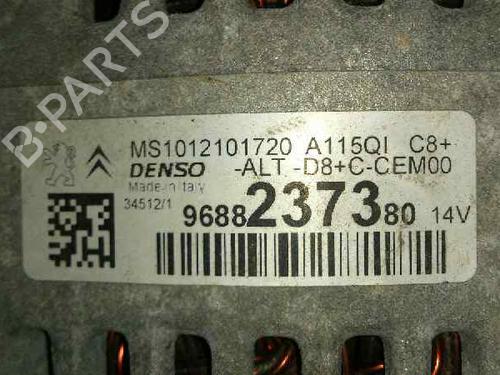 B-PARTS
MS1012101720 A115QI C8+
DENSO -ALT -D8+C-CEM00
Made in Italy
34512/1
9688237380 14V